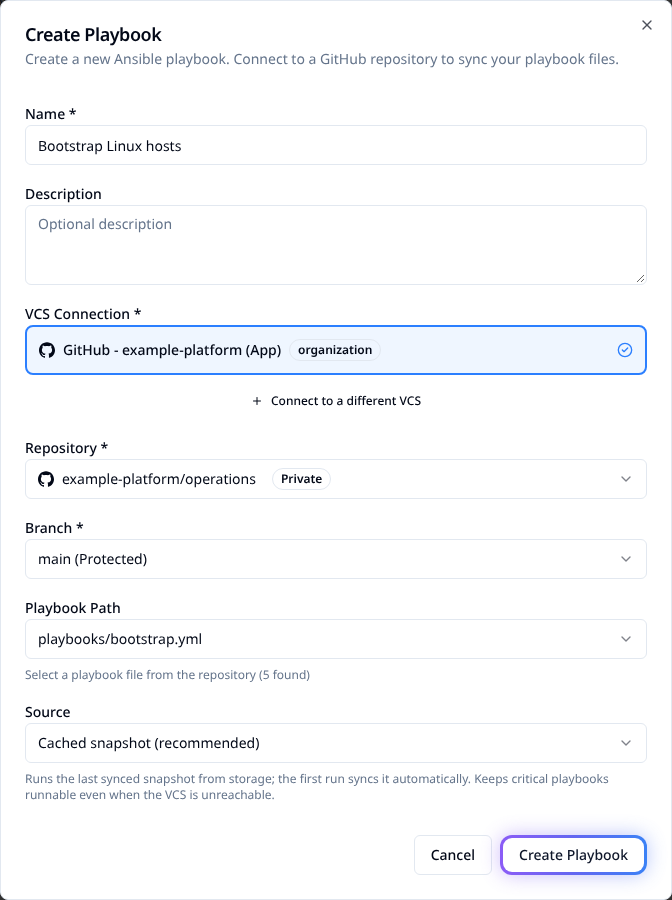 Create Playbook
Create a new Ansible playbook. Connect to a GitHub repository to sync your playbook files.
Name *
Bootstrap Linux hosts
Description
Optional description
VCS Connection *
GitHub - example-platform (App) organization
+ Connect to a different VCS
Repository *
example-platform/operations Private
Branch *
main (Protected)
Playbook Path
playbooks/bootstrap.yml
Select a playbook file from the repository (5 found)
Source
Cached snapshot (recommended)
Runs the last synced snapshot from storage; the first run syncs it automatically. Keeps critical playbooks
runnable even when the VCS is unreachable.
Cancel Create Playbook